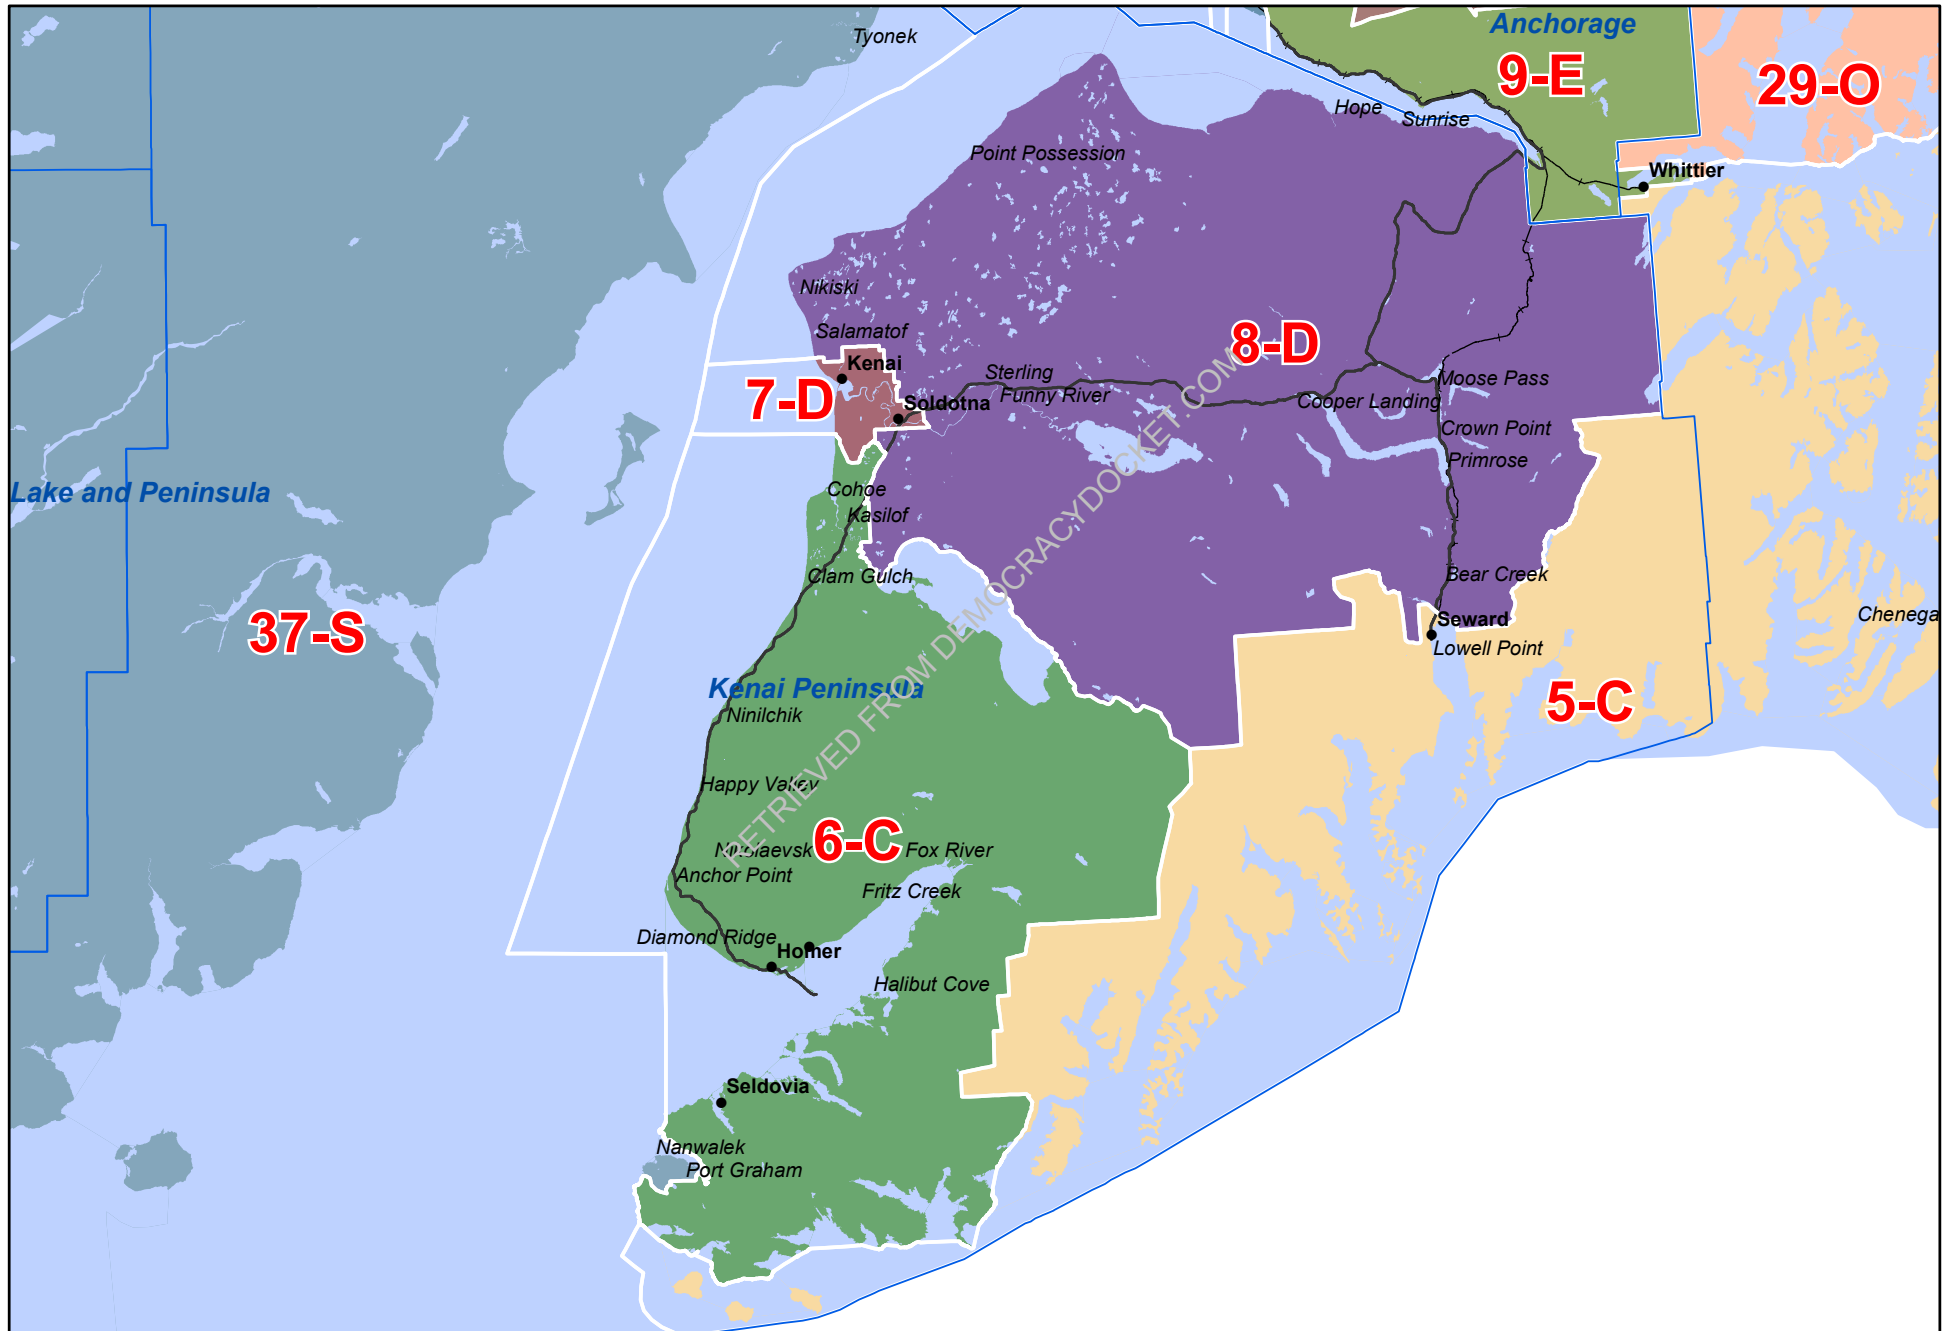 Anchorage
Tyonek
9-E
29-O
Hope
Sunrise
Point Possession
Whittier
Nikiski
Salamatof
8-D
Kenai
Sterling
Moose Pass
7-D
Soldotna
Funny River
Cooper Landing
Crown Point
Primrose
Lake and Peninsula
Cohoe
Kasilof
Clam Gulch
Bear Creek
Chenega
37-S
Seward
Lowell Point
Kenai Peninsula
5-C
Ninilchik
Happy Valley
RETRIEVED FROM DEMOCRACYDOCKET.COM
Nikolaevsk
6-C
Fox River
Anchor Point
Fritz Creek
Diamond Ridge
Homer
Halibut Cove
Seldovia
Nanwalek
Port Graham